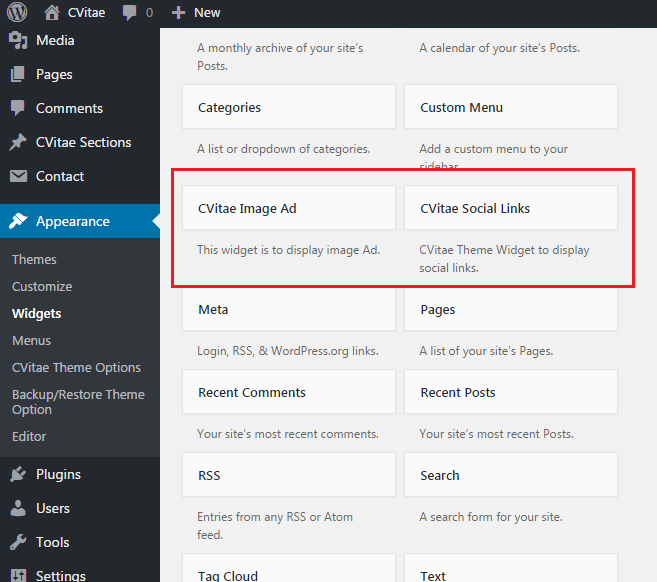 CVitae 0 New
Media
Pages
Comments
CVitae Sections
Contact
Appearance
Themes
Customize
Widgets
Menus
CVitae Theme Options
Backup/Restore Theme
Option
Editor
Plugins
Users
Tools
Settings
A monthly archive of your site's
Posts.
A calendar of your site's Posts.
Categories
A list or dropdown of categories.
Custom Menu
Add a custom menu to your
sidebar.
CVitae Image Ad
This widget is to display image Ad.
CVitae Social Links
CVitae Theme Widget to display
social links.
Meta
Login, RSS, & WordPress.org links.
Pages
A list of your site's Pages.
Recent Comments
Your site's most recent comments.
Recent Posts
Your site's most recent Posts.
RSS
Entries from any RSS or Atom
feed.
Search
A search form for your site.
Tag Cloud
Text